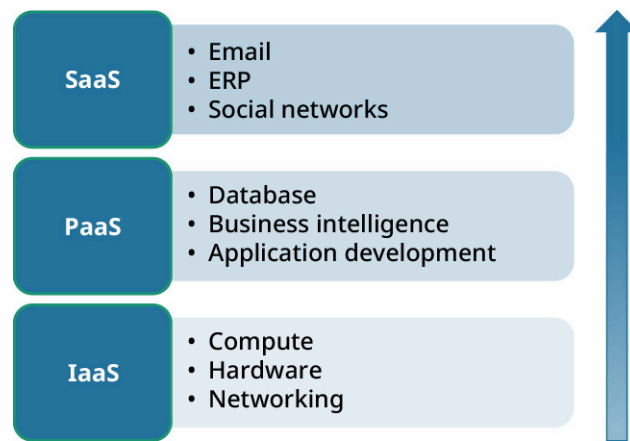 SaaS
• Email
• ERP
• Social networks
PaaS
• Database
• Business intelligence
• Application development
IaaS
• Compute
• Hardware
• Networking